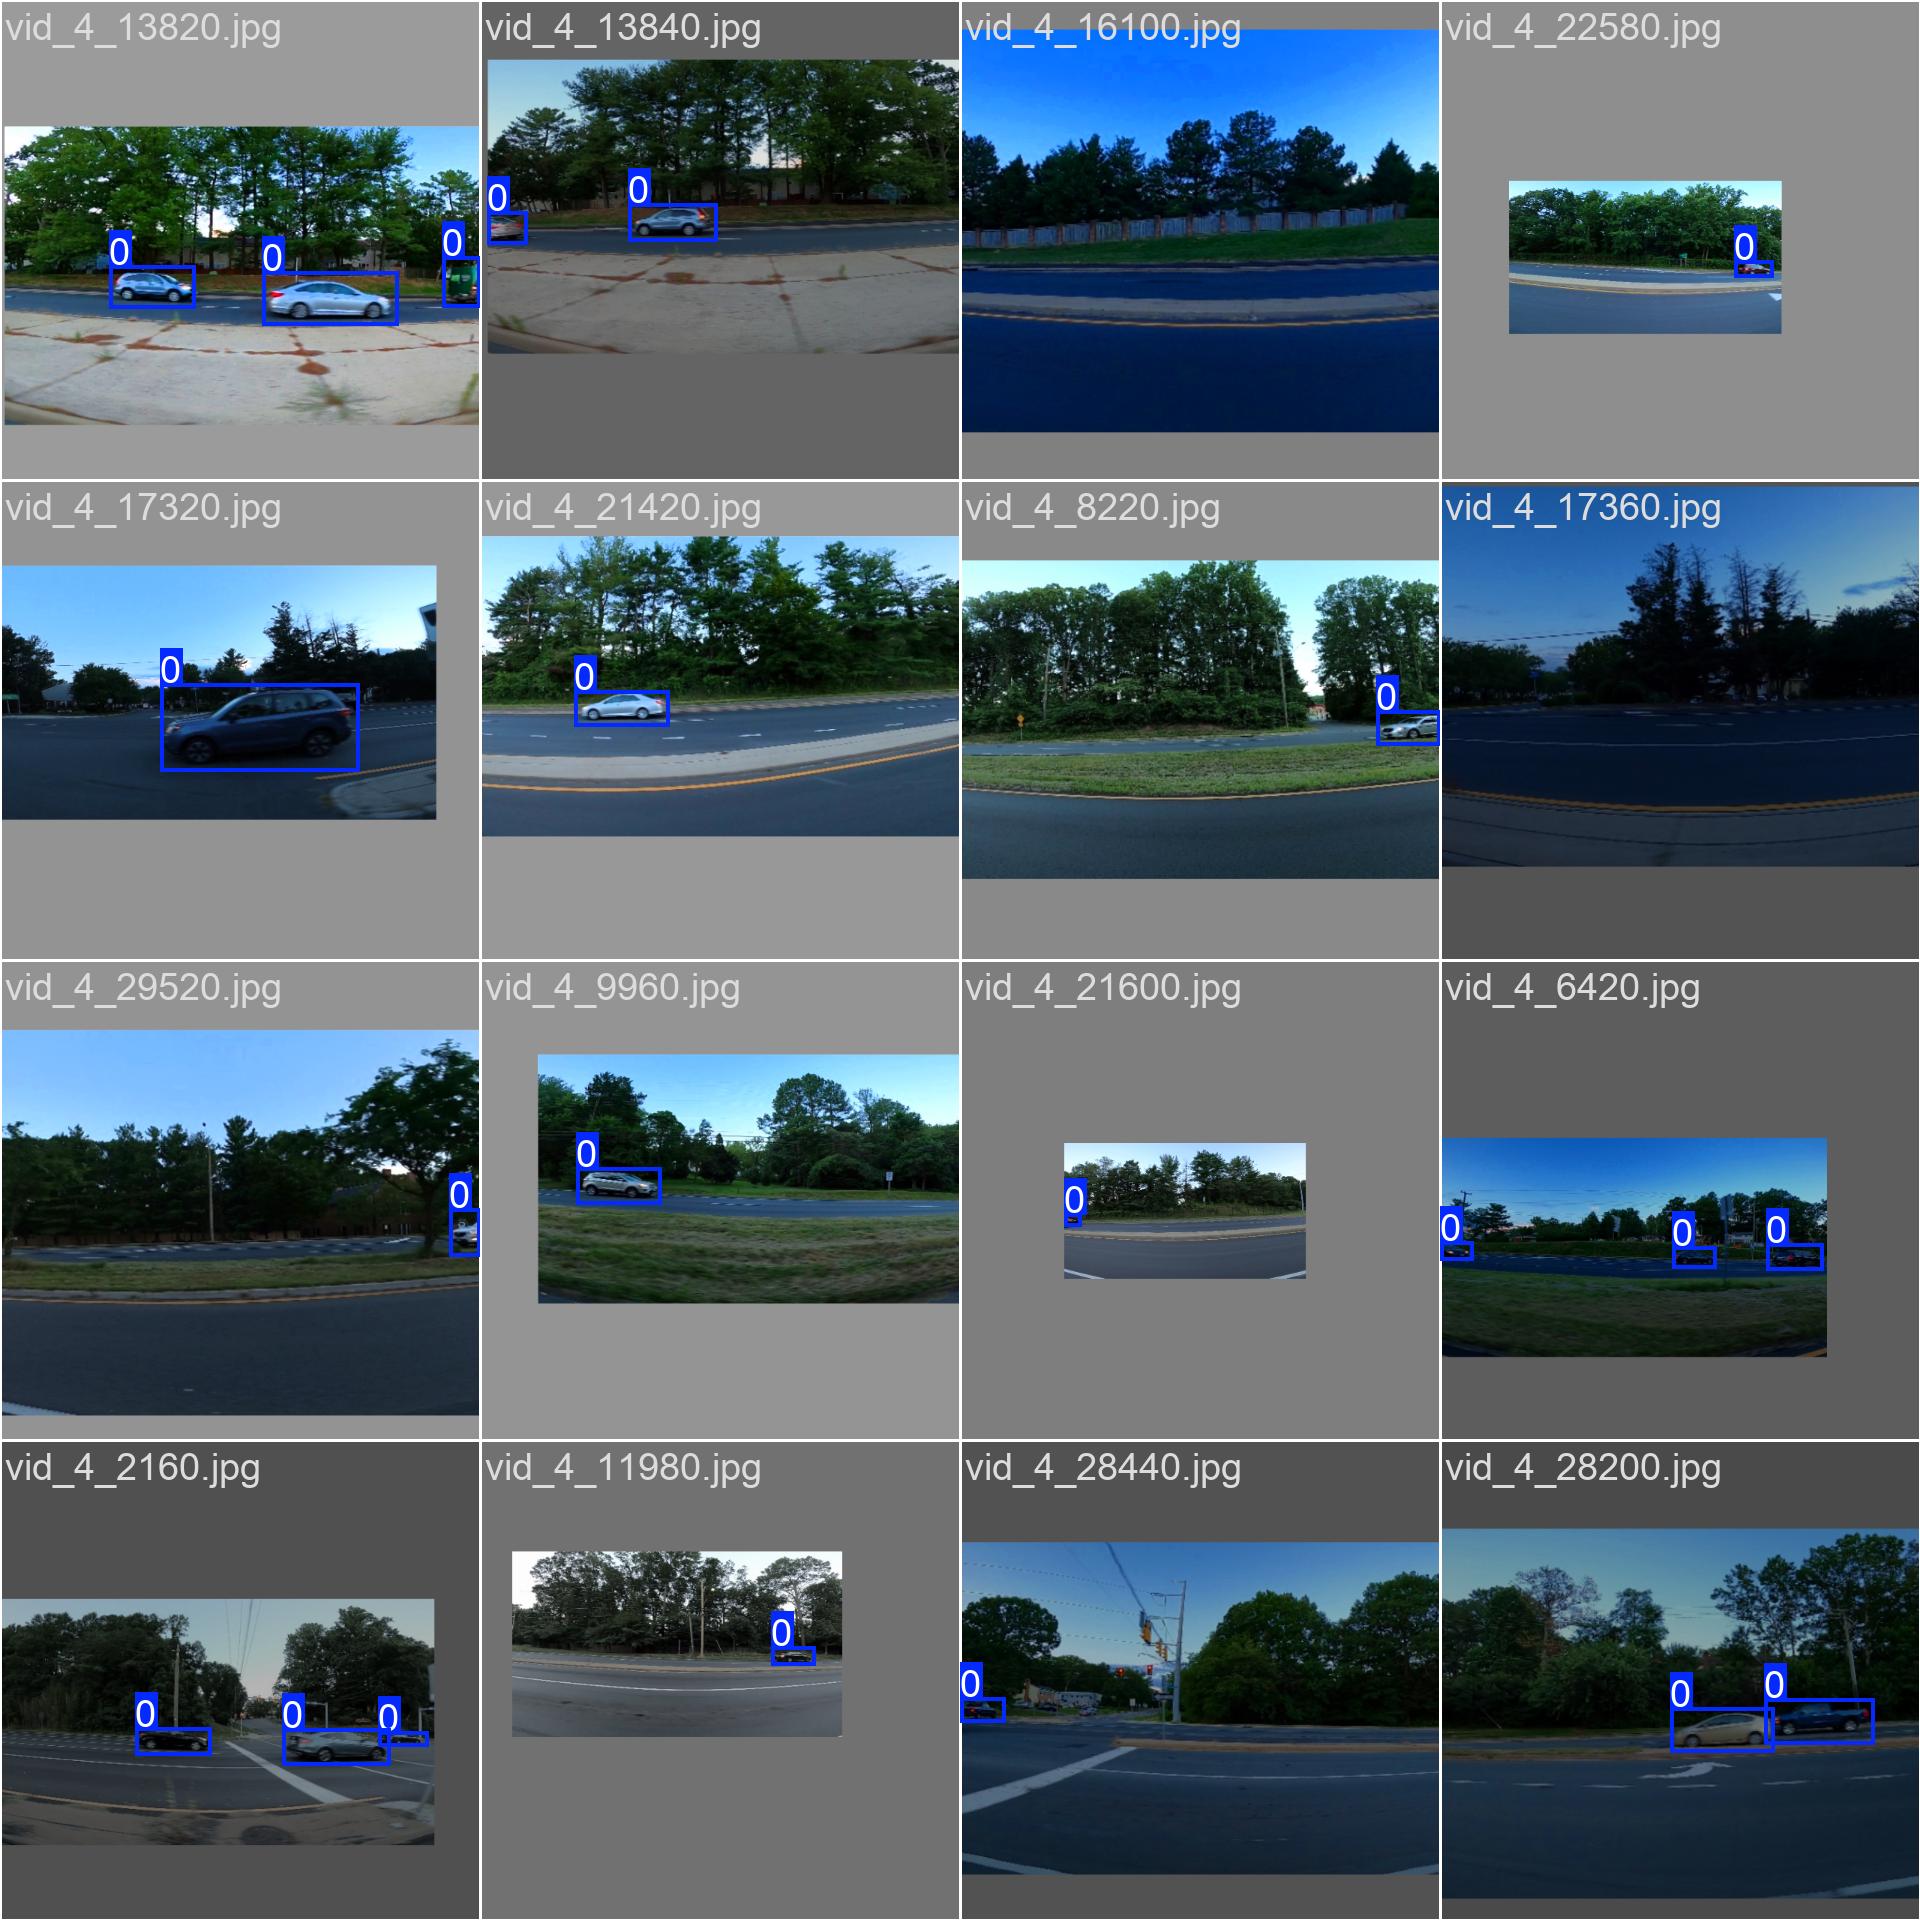 vid_4_13820.jpg
0
0
0
vid_4_13840.jpg
0
0
vid_4_16100.jpg
vid_4_22580.jpg
0
vid_4_17320.jpg
0
vid_4_21420.jpg
0
vid_4_8220.jpg
0
vid_4_17360.jpg
vid_4_29520.jpg
0
vid_4_9960.jpg
0
vid_4_21600.jpg
0
vid_4_6420.jpg
0
0
0
vid_4_2160.jpg
0
0
0
vid_4_11980.jpg
0
vid_4_28440.jpg
0
vid_4_28200.jpg
0
0